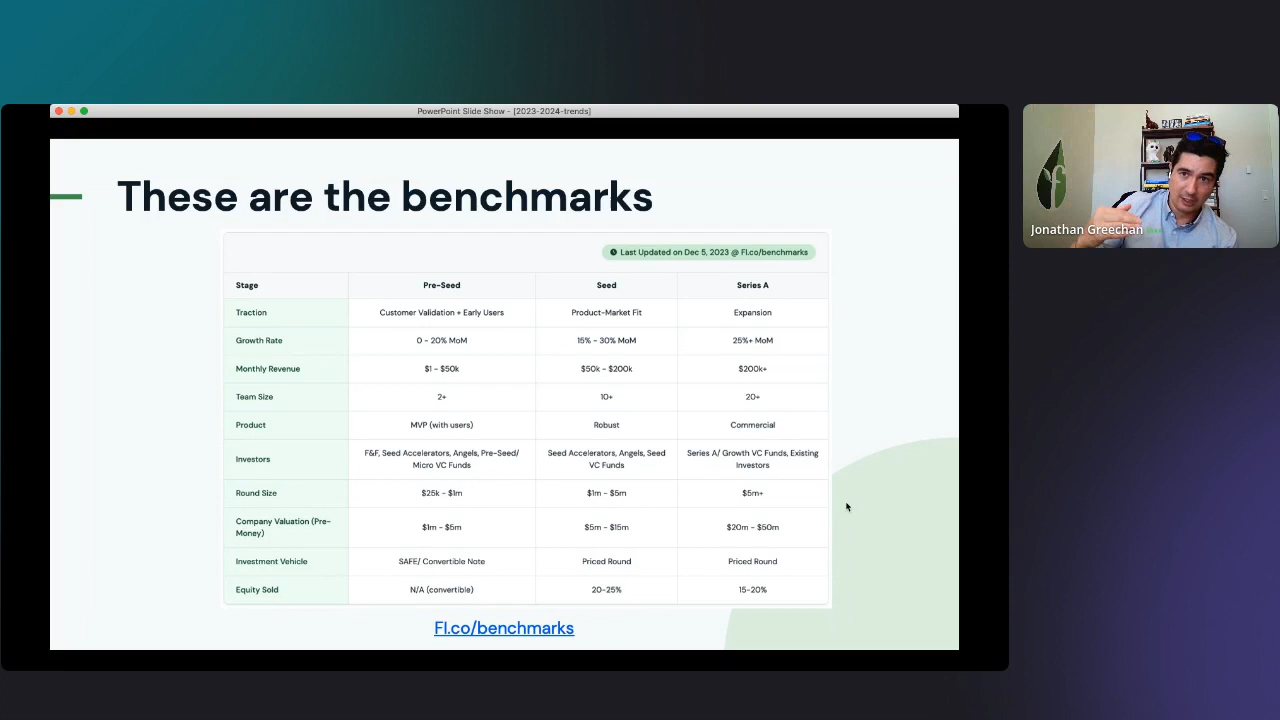 PowerPoint Slide Show - [2023-2024-trends]
These are the benchmarks
Last Updated on Dec 5, 2023 @ FI.co/benchmarks
Stage Pre-Seed Seed Series A
Traction Customer Validation + Early Users Product-Market Fit Expansion
Growth Rate 0 - 20% MoM 15% - 30% MoM 25%+ MoM
Monthly Revenue $1 - $50k $50k - $200k $200k+
Team Size 2+ 10+ 20+
Product MVP (with users) Robust Commercial
Investors F&F, Seed Accelerators, Angels, Pre-Seed/ Seed Accelerators, Angels, Seed Series A/ Growth VC Funds, Existing
Micro VC Funds VC Funds Investors
Round Size $25k - $1m $1m - $5m $5m+
Company Valuation (Pre-
Money) $1m - $5m $5m - $15m $20m - $50m
Investment Vehicle SAFE/ Convertible Note Priced Round Priced Round
Equity Sold N/A (convertible) 20-25% 15-20%
FI.co/benchmarks
Jonathan Greechan